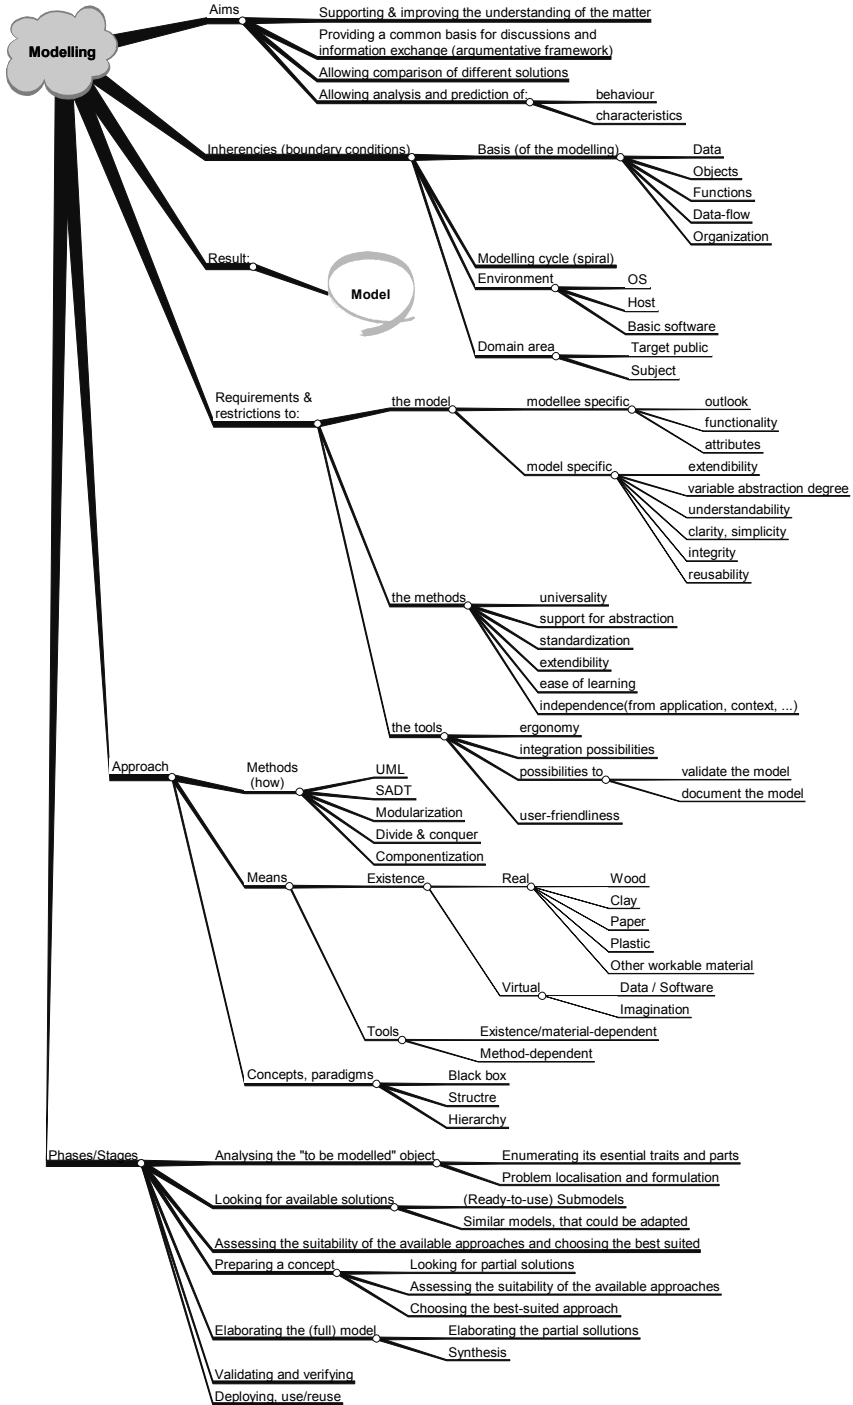 Modelling
Aims
Supporting & improving the understanding of the matter
Providing a common basis for discussions and
information exchange (argumentative framework)
Allowing comparison of different solutions
Allowing analysis and prediction of:
behaviour
characteristics
Inherencies (boundary conditions)
Basis (of the modelling)
Data
Objects
Functions
Data-flow
Organization
Modelling cycle (spiral)
Environment
OS
Host
Basic software
Domain area
Target public
Subject
Result:
Model
Requirements &
restrictions to:
the model
modellee specific
outlook
functionality
attributes
model specific
extendibility
variable abstraction degree
understandability
clarity, simplicity
integrity
reusability
the methods
universality
support for abstraction
standardization
extendibility
ease of learning
independence(from application, context, ...)
the tools
ergonomy
integration possibilities
possibilities to
validate the model
document the model
user-friendliness
Approach
Methods
(how)
UML
SADT
Modularization
Divide & conquer
Componentization
Means
Existence
Real
Wood
Clay
Paper
Plastic
Other workable material
Virtual
Data / Software
Imagination
Tools
Existence/material-dependent
Method-dependent
Concepts, paradigms
Black box
Structre
Hierarchy
Phases/Stages
Analysing the "to be modelled" object
Enumerating its esential traits and parts
Problem localisation and formulation
Looking for available solutions
(Ready-to-use) Submodels
Similar models, that could be adapted
Assessing the suitability of the available approaches and choosing the best suited
Preparing a concept
Looking for partial solutions
Assessing the suitability of the available approaches
Choosing the best-suited approach
Elaborating the (full) model
Elaborating the partial sollutions
Synthesis
Validating and verifying
Deploying, use/reuse